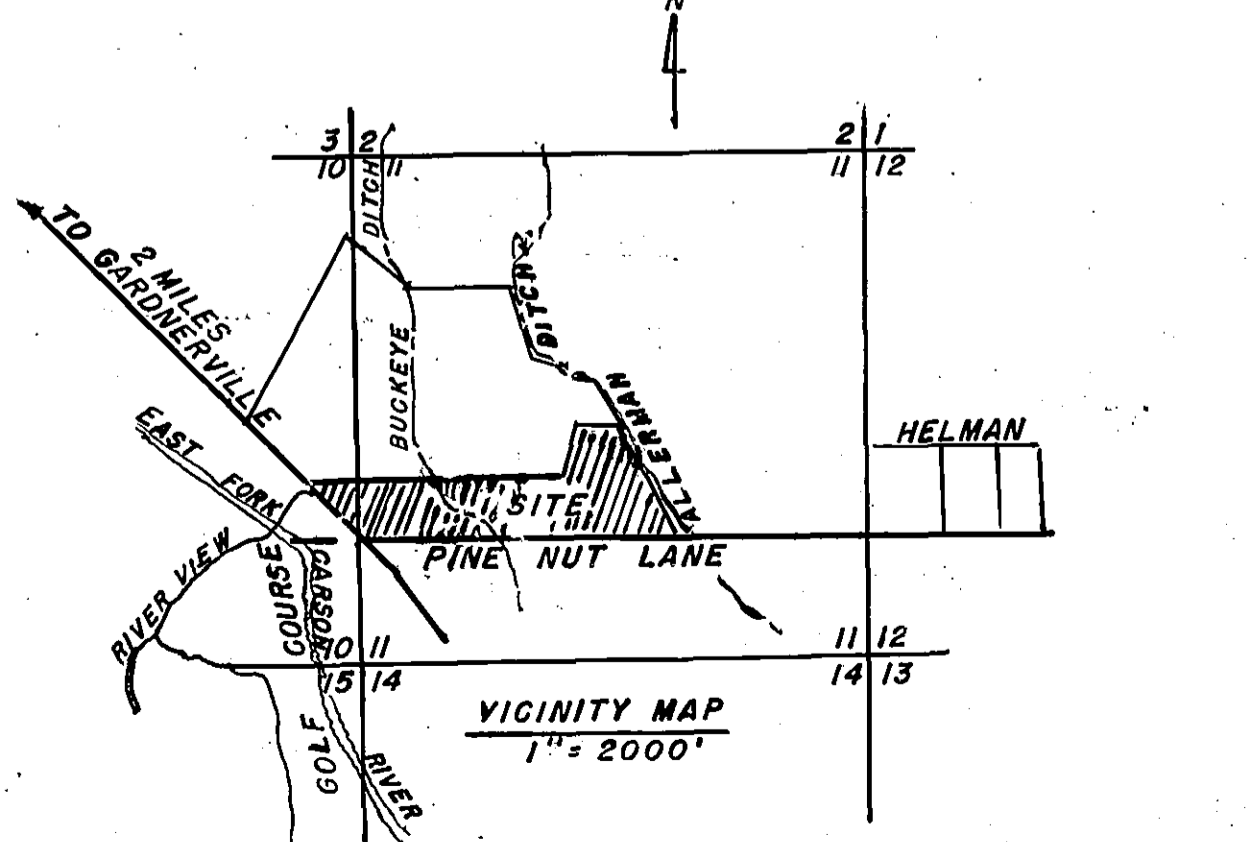 N
3 2
10 11
2 1
11 12
TO GARDNERVILLE
2 MILES
DITCH
DITCH
BUCKEYE
ALLERMAN
HELMAN
EAST FORK
SITE
PINE NUT LANE
RIVER VIEW
COURSE
CARSON
10 11
15 14
11 12
14 13
GOLF
RIVER
VICINITY MAP
1" = 2000'